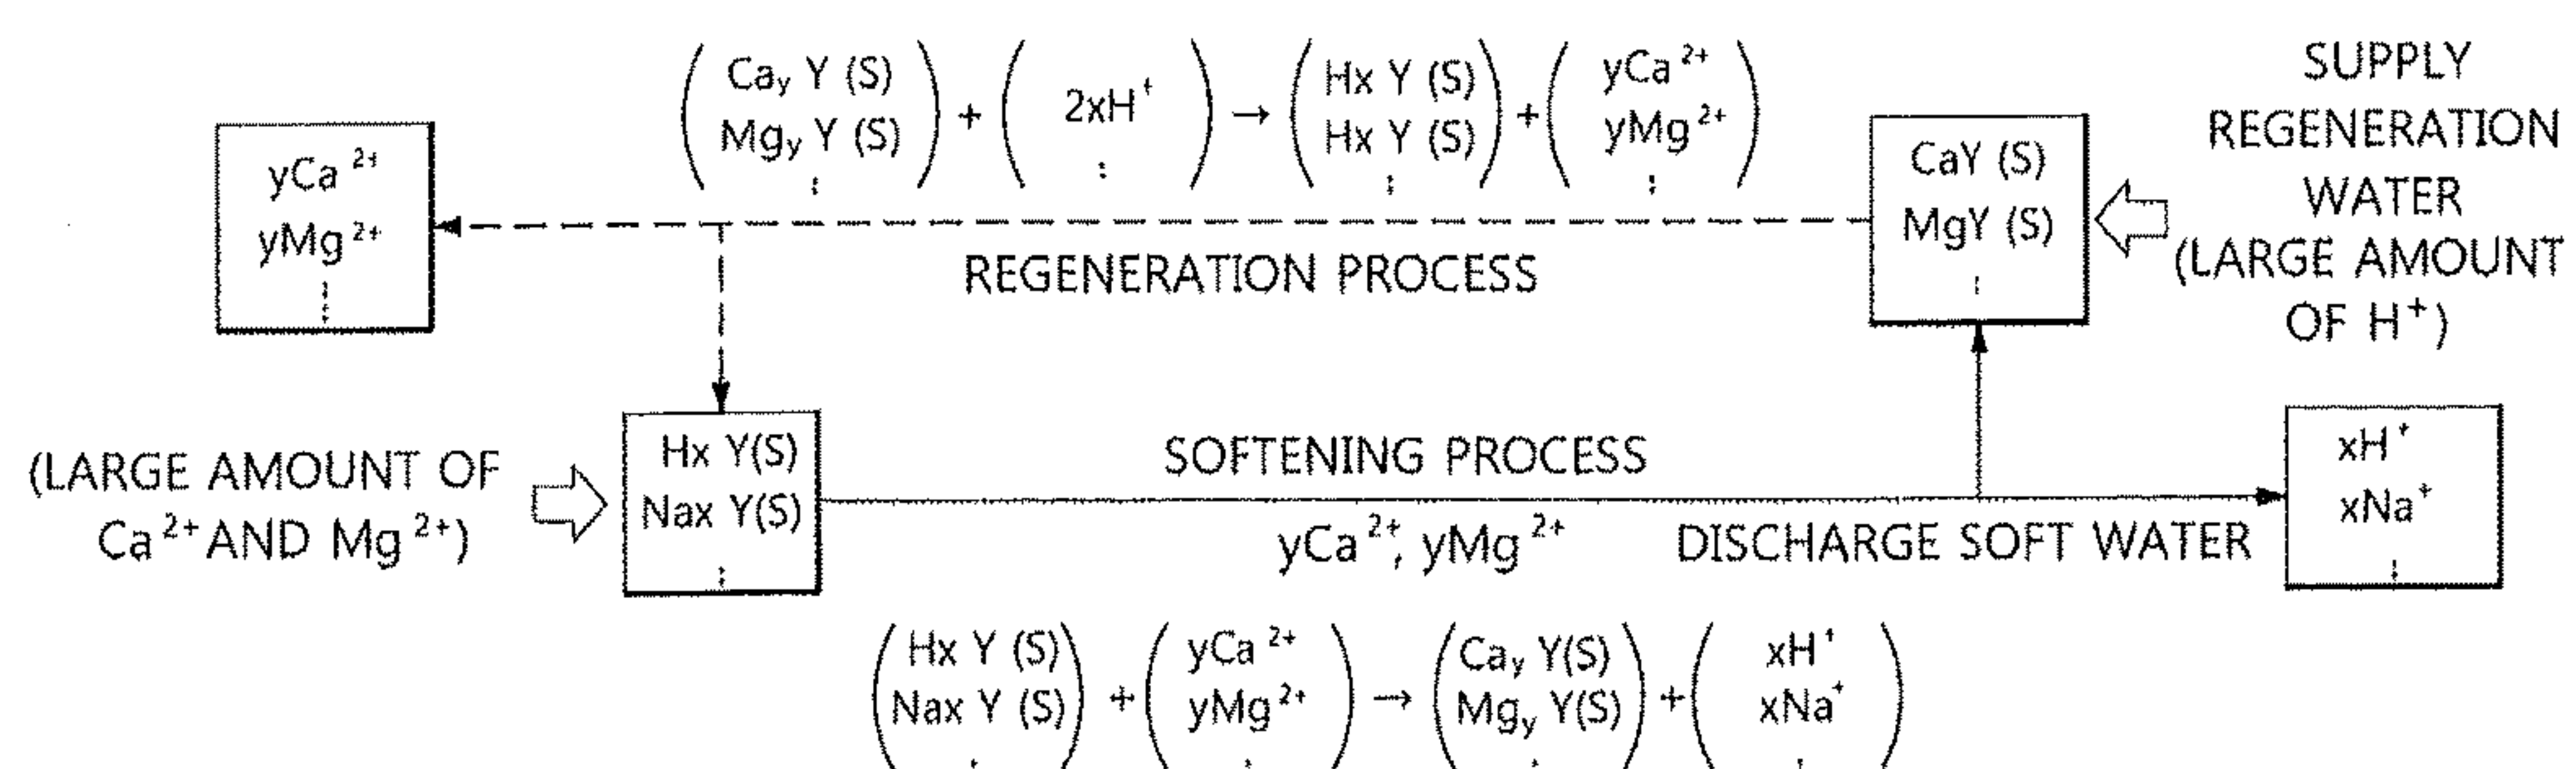 ( Ca_y Y (S) ) + ( 2xH⁺ ) → ( Hx Y (S) ) + ( yCa²⁺ )
( Mg_y Y (S) ) ( Hx Y (S) ) ( yMg²⁺ )
SUPPLY
REGENERATION
WATER
(LARGE AMOUNT
OF H⁺)
yCa²⁺
yMg²⁺
CaY (S)
MgY (S)
REGENERATION PROCESS
(LARGE AMOUNT OF
Ca²⁺ AND Mg²⁺)
Hx Y(S)
Nax Y(S)
SOFTENING PROCESS
yCa²⁺, yMg²⁺
DISCHARGE SOFT WATER
xH⁺
xNa⁺
( Hx Y (S) ) + ( yCa²⁺ ) → ( Ca_y Y(S) ) + ( xH⁺ )
( Nax Y (S) ) ( yMg²⁺ ) ( Mg_y Y(S) ) ( xNa⁺ )